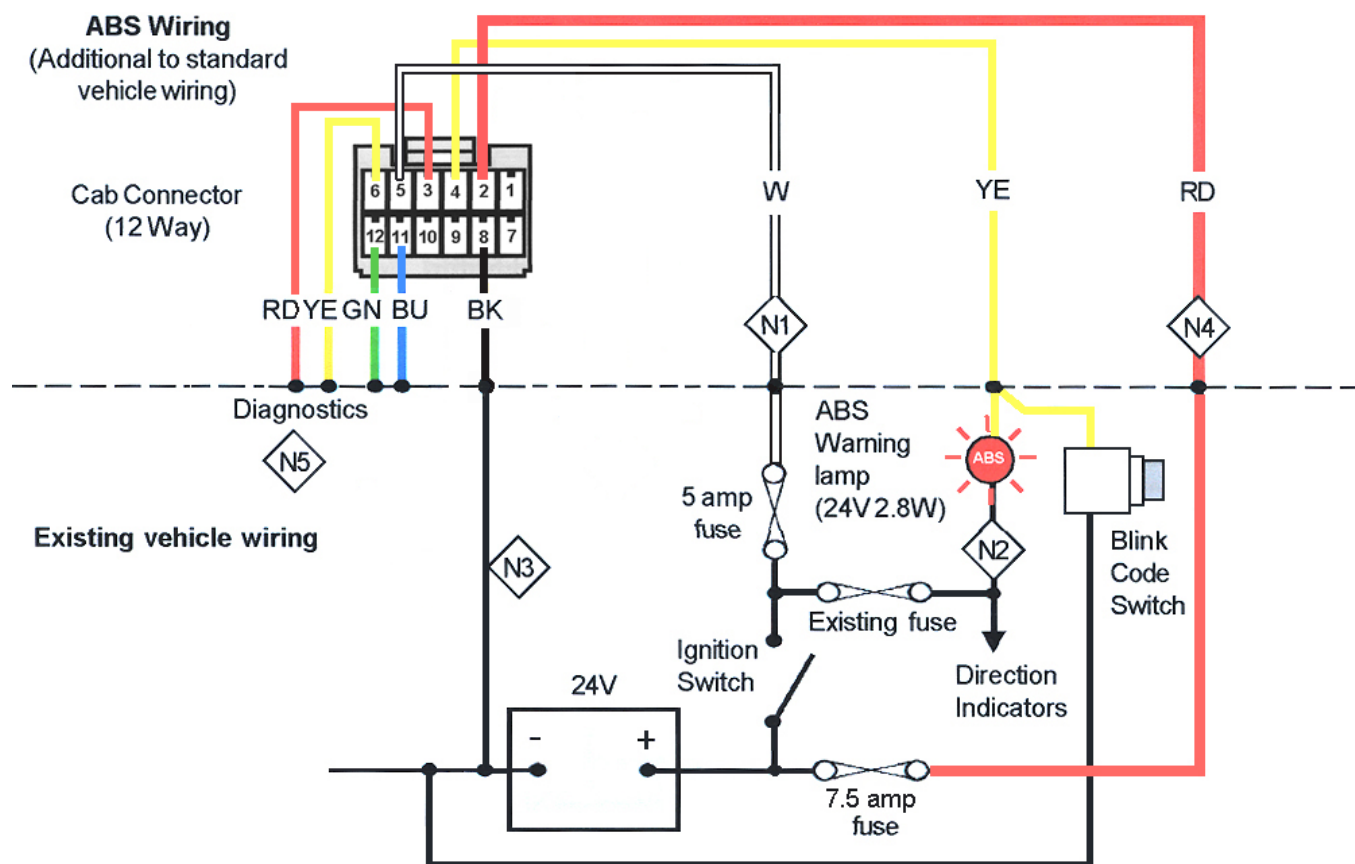 ABS Wiring
(Additional to standard
vehicle wiring)
Cab Connector
(12 Way)
6 5 3 4 2 1
12 11 10 9 8 7
RD YE GN BU BK
W
YE
RD
N1
N4
Diagnostics
N5
Existing vehicle wiring
N3
5 amp
fuse
ABS
Warning
lamp
(24V 2.8W)
ABS
N2
Blink
Code
Switch
Existing fuse
Ignition
Switch
Direction
Indicators
24V
- +
7.5 amp
fuse